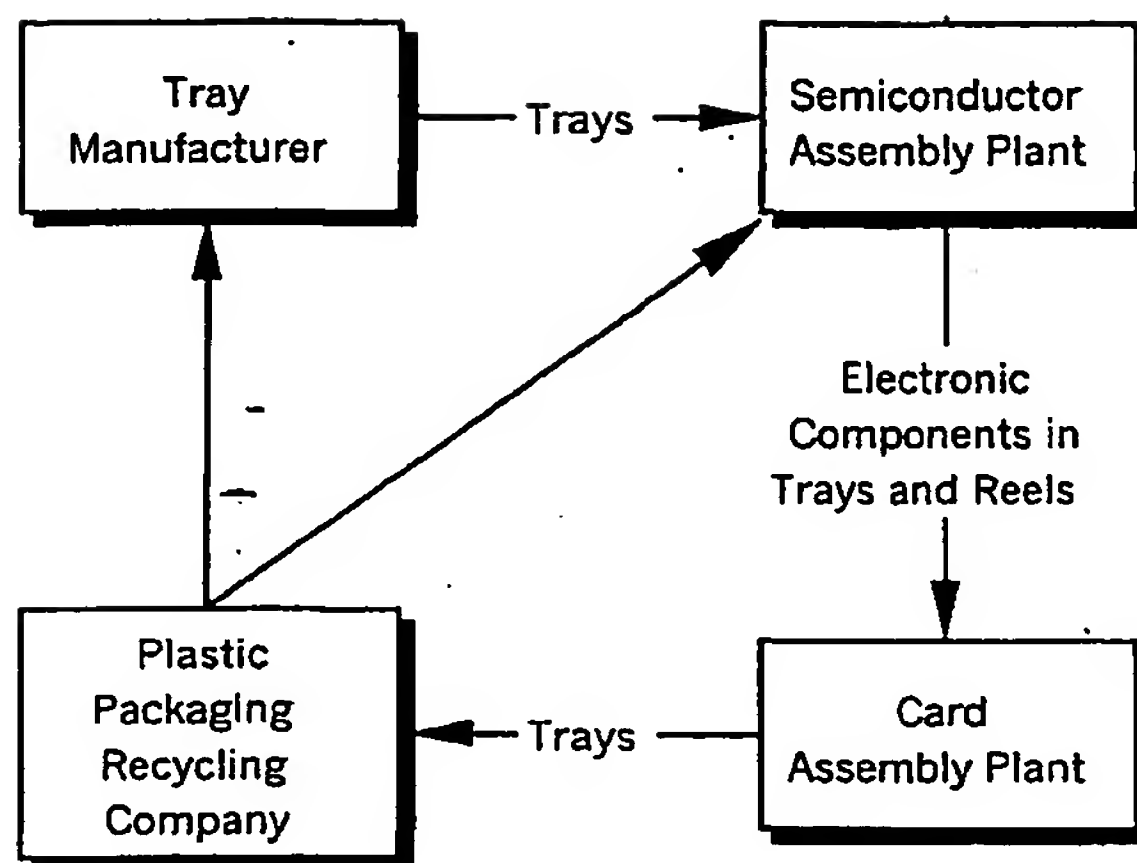 Tray
Manufacturer
Trays
Semiconductor
Assembly Plant
Electronic
Components in
Trays and Reels
Plastic
Packaging
Recycling
Company
Trays
Card
Assembly Plant